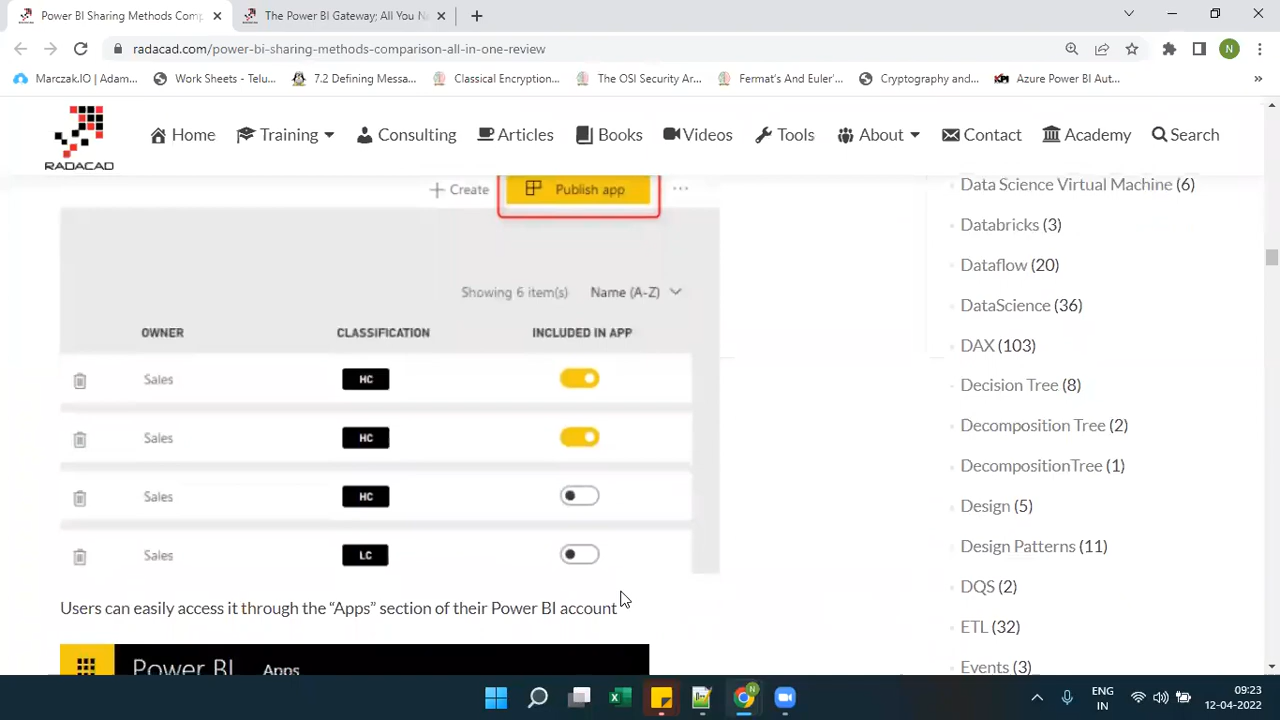 Power BI Sharing Methods Comp
The Power BI Gateway; All You N
radacad.com/power-bi-sharing-methods-comparison-all-in-one-review
N
Marczak.IO | Adam...
Work Sheets - Telu...
7.2 Defining Messa...
Classical Encryption...
The OSI Security Ar...
Fermat's And Euler'...
Cryptography and...
Azure Power BI Aut...
»
RADACAD
Home
Training
Consulting
Articles
Books
Videos
Tools
About
Contact
Academy
Search
+ Create
Publish app
Showing 6 item(s)
Name (A-Z)
OWNER
CLASSIFICATION
INCLUDED IN APP
Sales
HC
Sales
HC
Sales
HC
Sales
LC
Users can easily access it through the “Apps” section of their Power BI account
Power BI
Apps
Data Science Virtual Machine (6)
Databricks (3)
Dataflow (20)
DataScience (36)
DAX (103)
Decision Tree (8)
Decomposition Tree (2)
DecompositionTree (1)
Design (5)
Design Patterns (11)
DQS (2)
ETL (32)
Events (3)
N
ENG
IN
09:23
12-04-2022